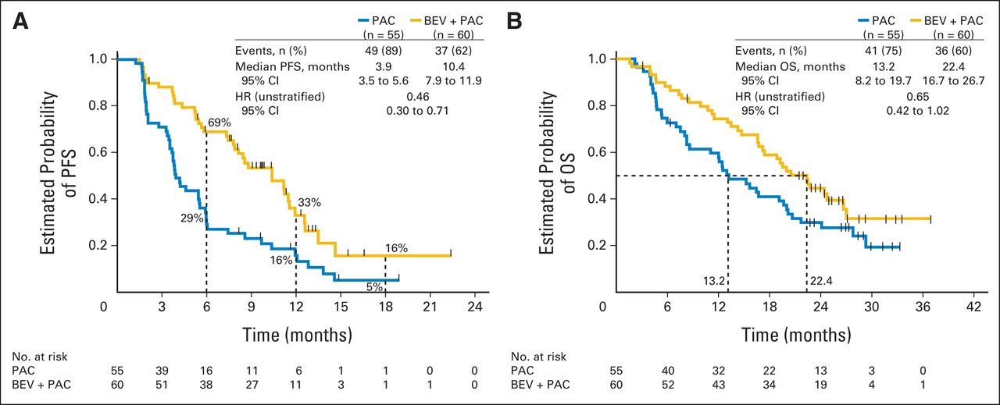 A
PAC BEV + PAC
(n = 55) (n = 60)
Events, n (%) 49 (89) 37 (62)
Median PFS, months 3.9 10.4
95% CI 3.5 to 5.6 7.9 to 11.9
HR (unstratified) 0.46
95% CI 0.30 to 0.71
Estimated Probability
of PFS
1.0
0.8
0.6
0.4
0.2
69%
29%
33%
16%
16%
5%
0 3 6 9 12 15 18 21 24
Time (months)
No. at risk
PAC 55 39 16 11 6 1 1 0 0
BEV + PAC 60 51 38 27 11 3 1 1 0
B
PAC BEV + PAC
(n = 55) (n = 60)
Events, n (%) 41 (75) 36 (60)
Median OS, months 13.2 22.4
95% CI 8.2 to 19.7 16.7 to 26.7
HR (unstratified) 0.65
95% CI 0.42 to 1.02
Estimated Probability
of OS
1.0
0.8
0.6
0.4
0.2
13.2 22.4
0 6 12 18 24 30 36 42
Time (months)
No. at risk
PAC 55 40 32 22 13 3 0
BEV + PAC 60 52 43 34 19 4 1